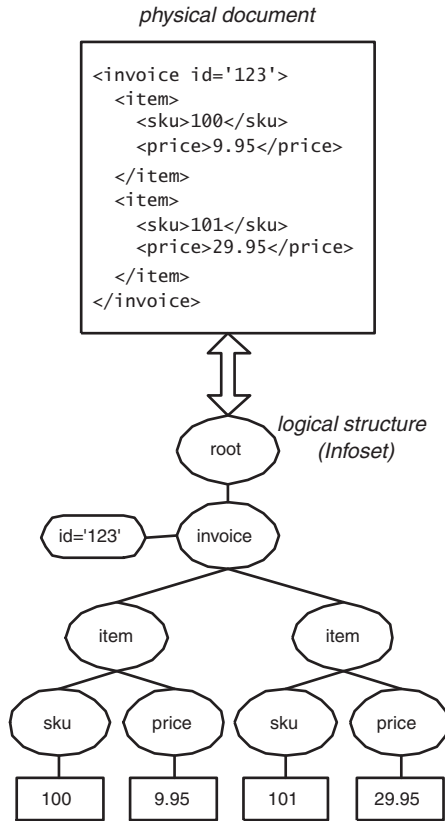 physical document
<invoice id='123'>
<item>
<sku>100</sku>
<price>9.95</price>
</item>
<item>
<sku>101</sku>
<price>29.95</price>
</item>
</invoice>
logical structure
(Infoset)
root
id='123'
invoice
item
item
sku
price
sku
price
100
9.95
101
29.95